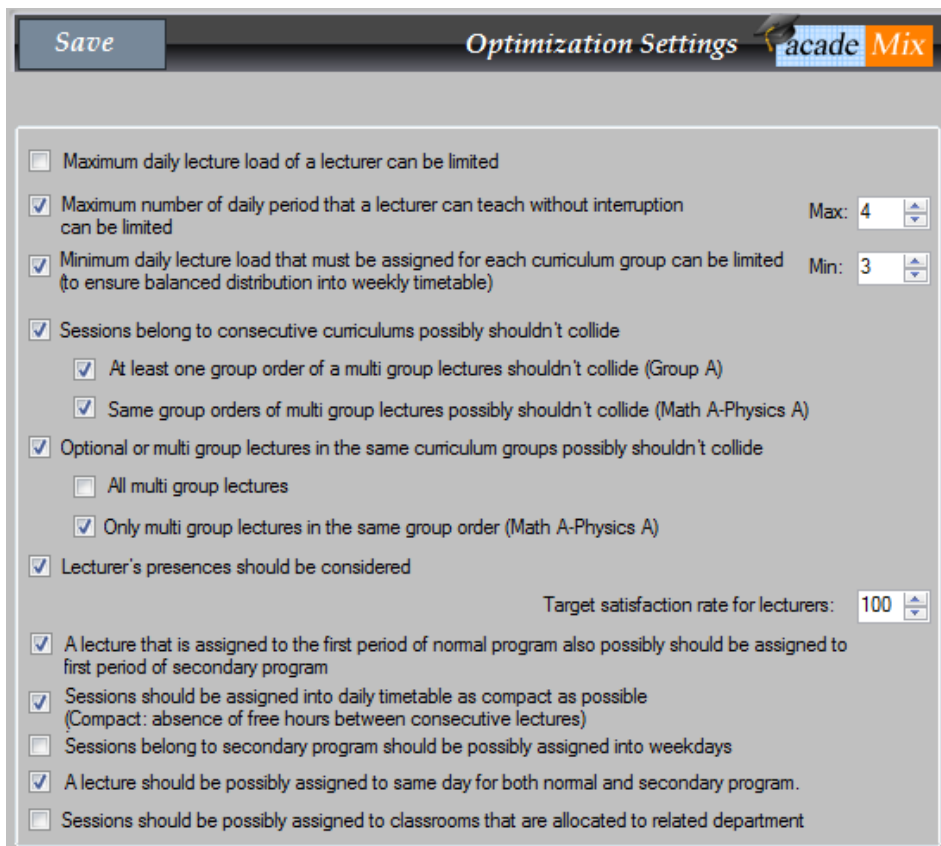 Save
Optimization Settings
acade Mix
Maximum daily lecture load of a lecturer can be limited
Maximum number of daily period that a lecturer can teach without interruption
can be limited
Max: 4
Minimum daily lecture load that must be assigned for each curriculum group can be limited
(to ensure balanced distribution into weekly timetable)
Min: 3
Sessions belong to consecutive curriculums possibly shouldn't collide
At least one group order of a multi group lectures shouldn't collide (Group A)
Same group orders of multi group lectures possibly shouldn't collide (Math A-Physics A)
Optional or multi group lectures in the same curriculum groups possibly shouldn't collide
All multi group lectures
Only multi group lectures in the same group order (Math A-Physics A)
Lecturer's presences should be considered
Target satisfaction rate for lecturers: 100
A lecture that is assigned to the first period of normal program also possibly should be assigned to
first period of secondary program
Sessions should be assigned into daily timetable as compact as possible
(Compact: absence of free hours between consecutive lectures)
Sessions belong to secondary program should be possibly assigned into weekdays
A lecture should be possibly assigned to same day for both normal and secondary program.
Sessions should be possibly assigned to classrooms that are allocated to related department